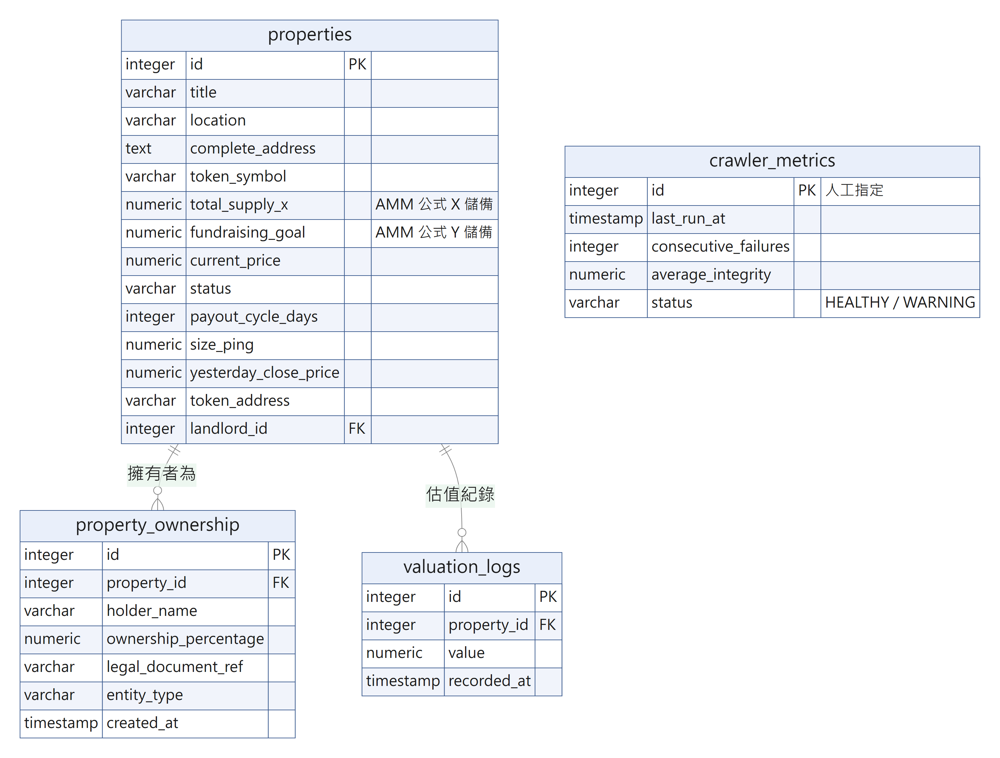 properties
integer id PK
varchar title
varchar location
text complete_address
varchar token_symbol
numeric total_supply_x AMM 公式 X 儲備
numeric fundraising_goal AMM 公式 Y 儲備
numeric current_price
varchar status
integer payout_cycle_days
numeric size_ping
numeric yesterday_close_price
varchar token_address
integer landlord_id FK
crawler_metrics
integer id PK 人工指定
timestamp last_run_at
integer consecutive_failures
numeric average_integrity
varchar status HEALTHY / WARNING
擁有者為
估值紀錄
property_ownership
integer id PK
integer property_id FK
varchar holder_name
numeric ownership_percentage
varchar legal_document_ref
varchar entity_type
timestamp created_at
valuation_logs
integer id PK
integer property_id FK
numeric value
timestamp recorded_at